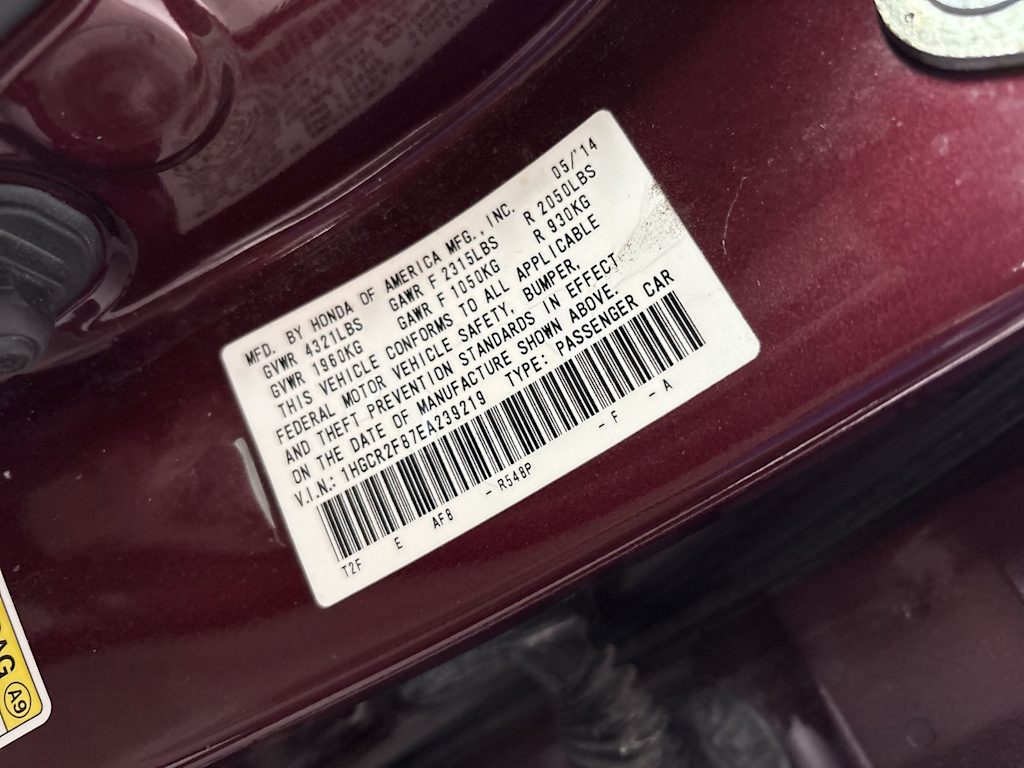 MFD. BY HONDA OF AMERICA MFG., INC. 05/'14
GVWR 4321LBS GAWR F 2315LBS R 2050LBS
GVWR 1960KG GAWR F 1050KG R 930KG
THIS VEHICLE CONFORMS TO ALL APPLICABLE
FEDERAL MOTOR VEHICLE SAFETY, BUMPER,
AND THEFT PREVENTION STANDARDS IN EFFECT
ON THE DATE OF MANUFACTURE SHOWN ABOVE.
V.I.N.: 1HGCR2F87EA239219 TYPE: PASSENGER CAR
T2F E AF8 - R548P - F - A
AG A9